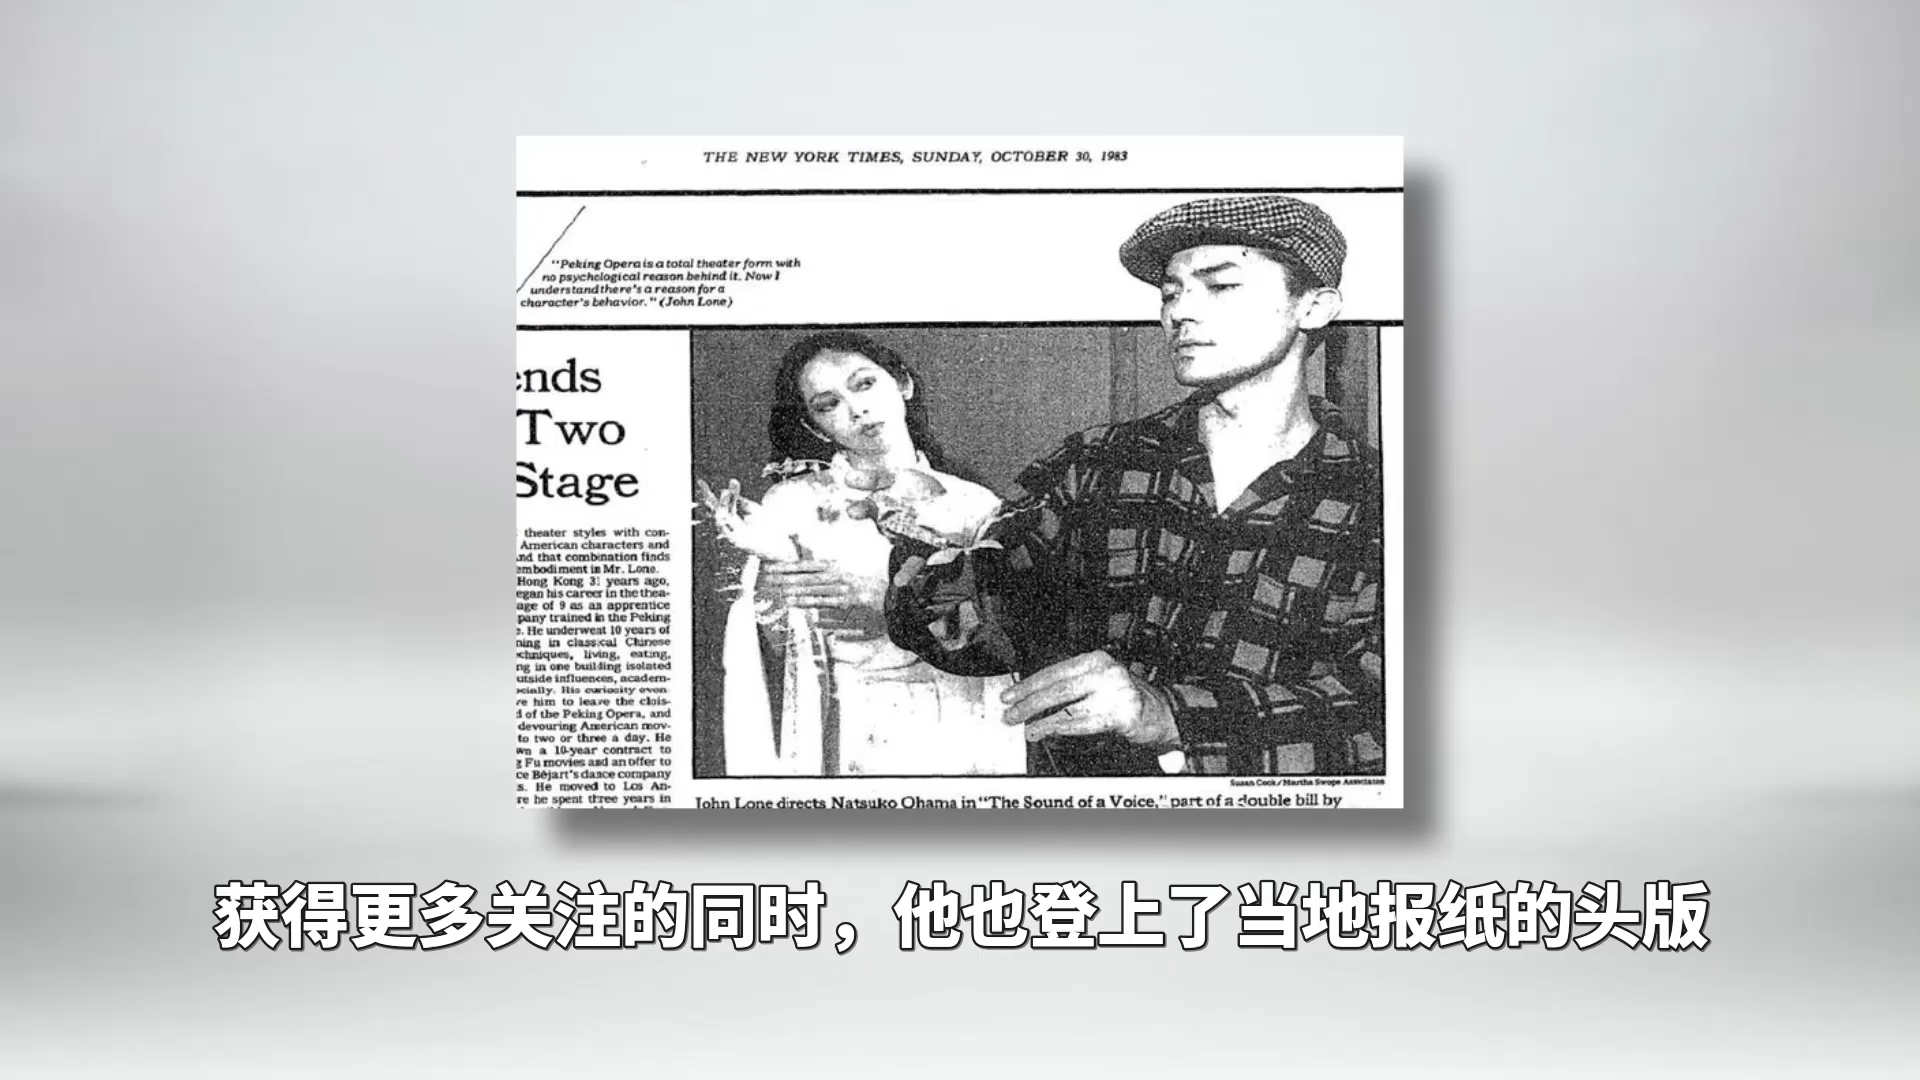 THE NEW YORK TIMES, SUNDAY, OCTOBER 30, 1983
"Peking Opera is a total theater form with
no psychological reason behind it. Now I
understand there's a reason for a
character's behavior." (John Lone)
ends
Two
Stage
theater styles with con-
American characters and
nd that combination finds
embodiment in Mr. Lone.
Hong Kong 31 years ago,
egan his career in the thea-
age of 9 as an apprentice
pany trained in the Peking
. He underwent 10 years of
ning in classical Chinese
chniques, living, eating,
ng in one building isolated
utside influences, academ-
ocially. His curiosity even-
ve him to leave the clois-
d of the Peking Opera, and
devouring American mov-
to two or three a day. He
wn a 10-year contract to
g Fu movies and an offer to
ce Béjart's dance company
s. He moved to Los An-
re he spent three years in
Susan Cook/Martha Swope Associates
John Lone directs Natsuko Ohama in "The Sound of a Voice," part of a double bill by
获得更多关注的同时，他也登上了当地报纸的头版